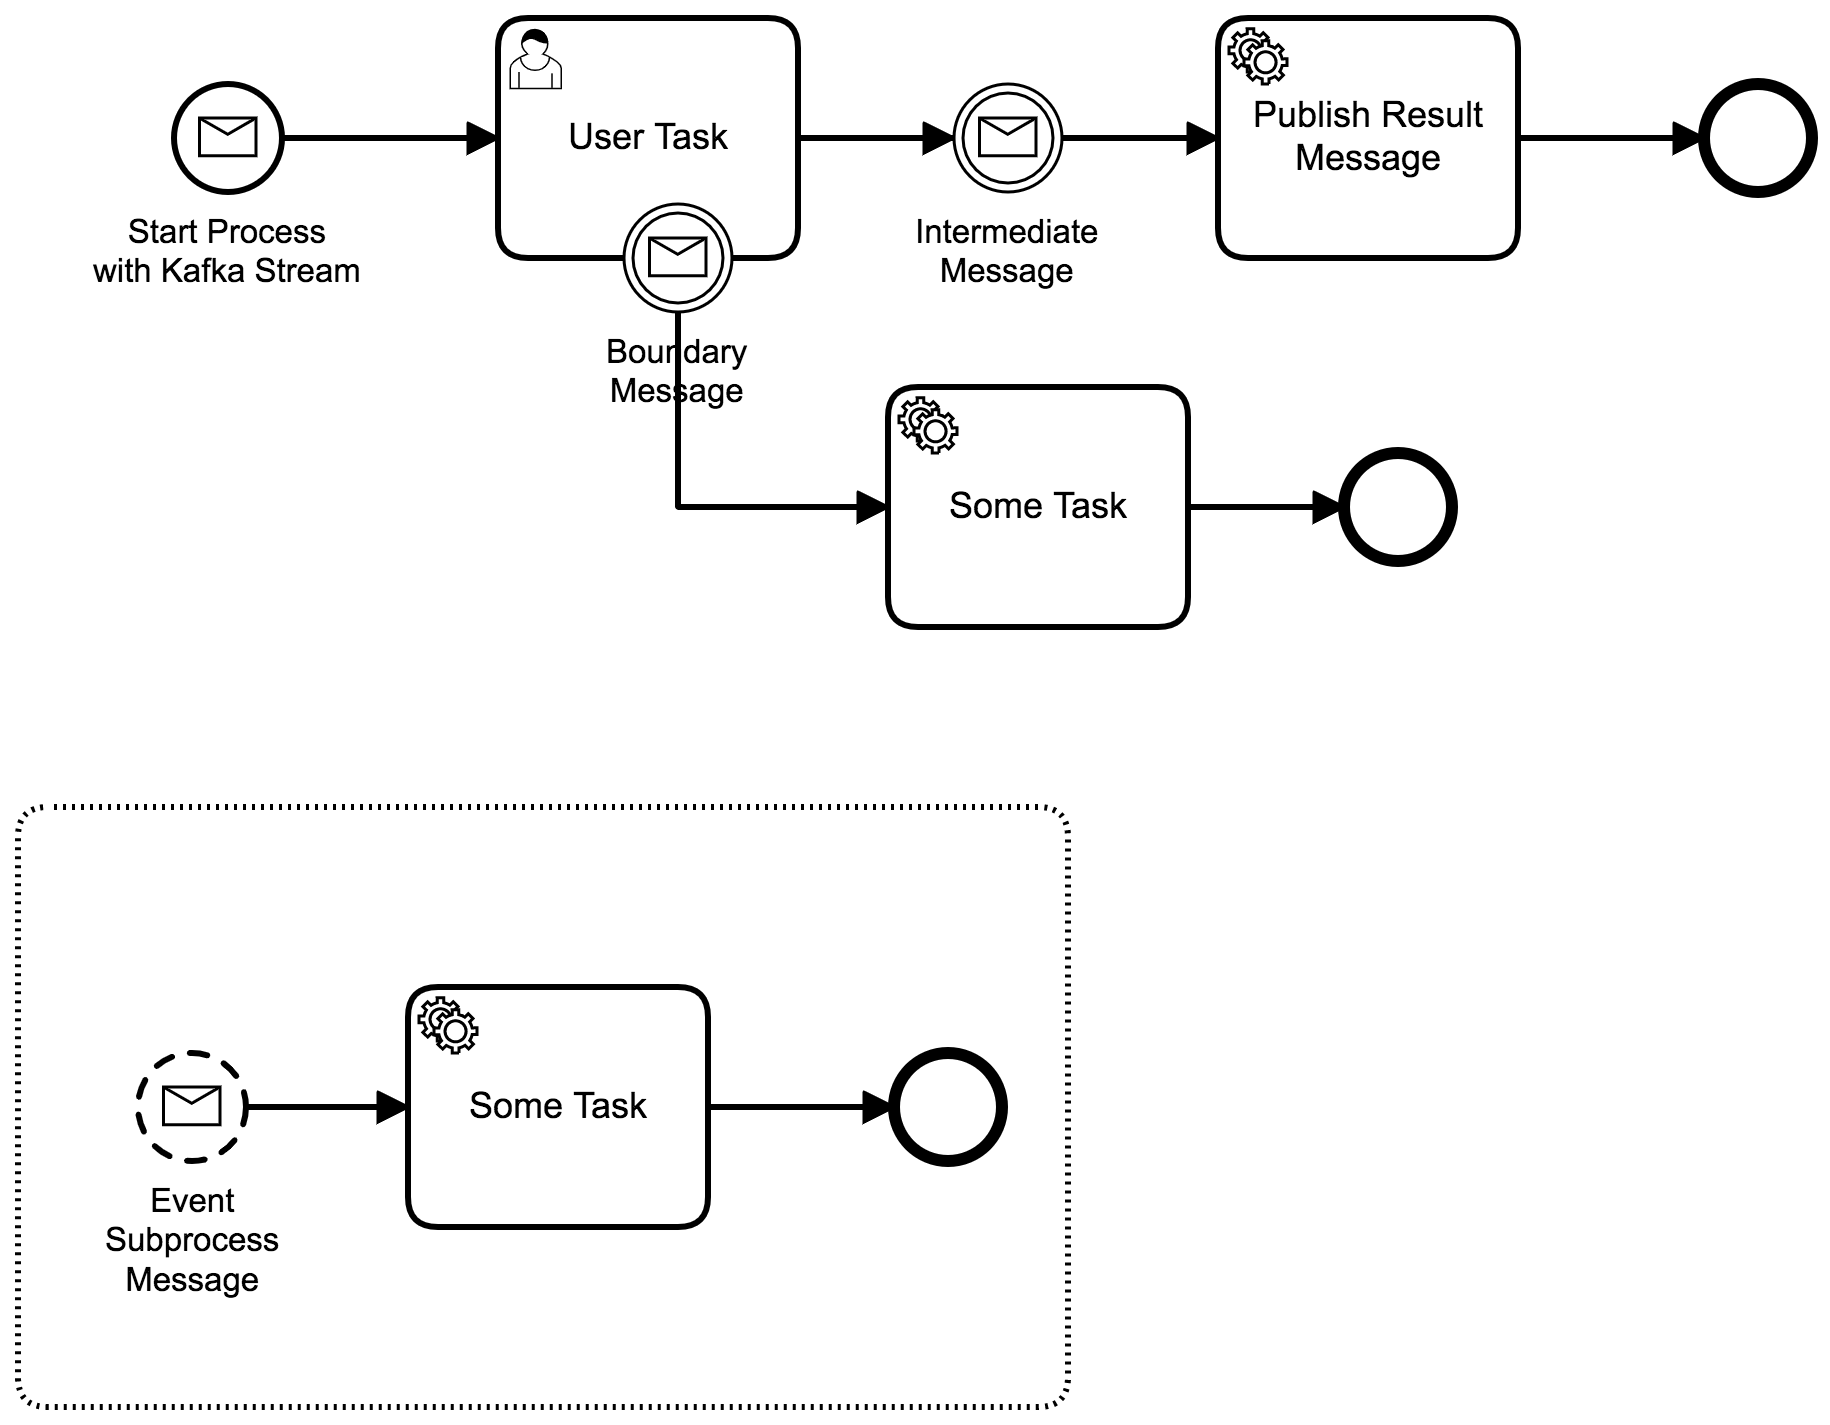 User Task
Publish Result
Message
Start Process
with Kafka Stream
Intermediate
Message
Boundary
Message
Some Task
Some Task
Event
Subprocess
Message